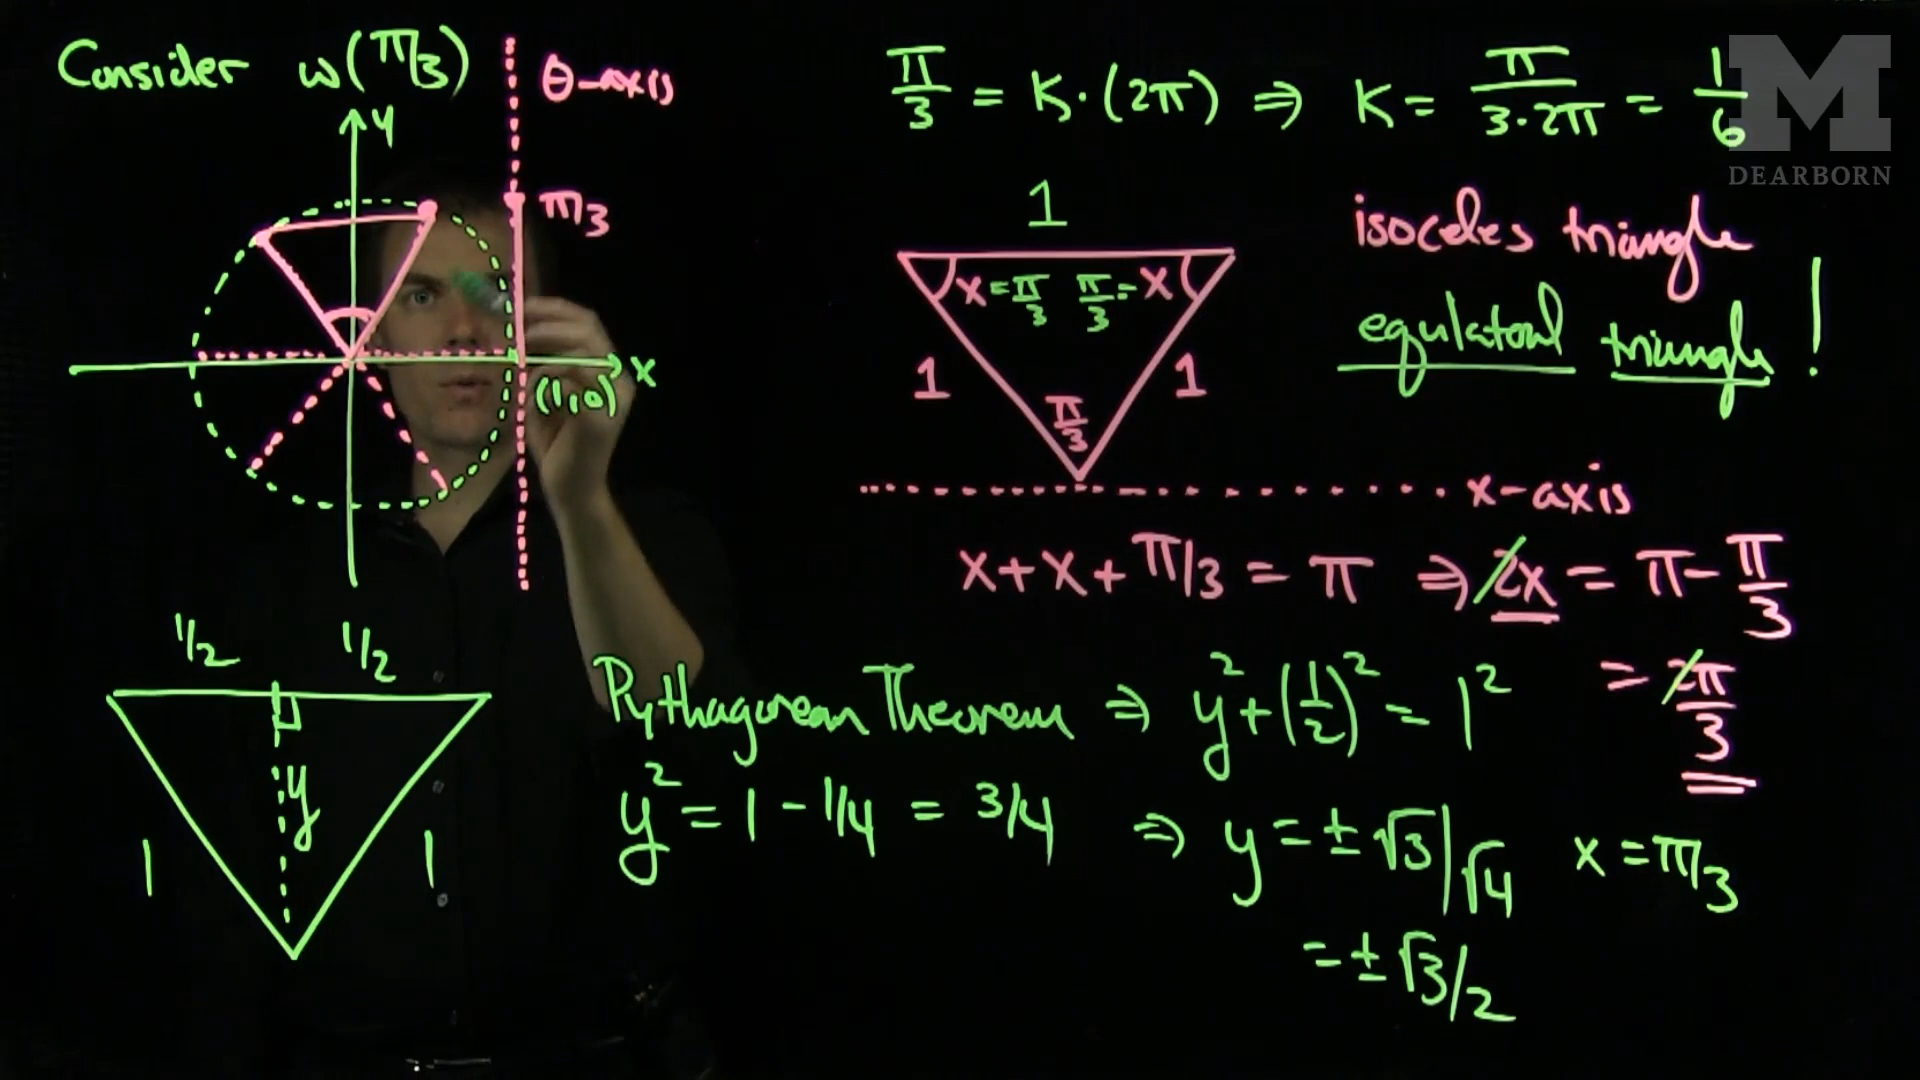 Consider w(π/3)
θ-axis
y
π/3
x
(1,0)
π/3 = K·(2π) ⇒ K = π/3·2π = 1/6
M
DEARBORN
1
x=π/3 π/3=x
1 1
π/3
isoceles triangle
equlateral triangle!
x-axis
x+x+π/3 = π ⇒ 2x = π - π/3
= 2π/3
x = π/3
1/2 1/2
y
1 1
Pythagorean Theorem ⇒ y²+(1/2)² = 1²
y² = 1 - 1/4 = 3/4 ⇒ y = ±√3/√4
= ±√3/2